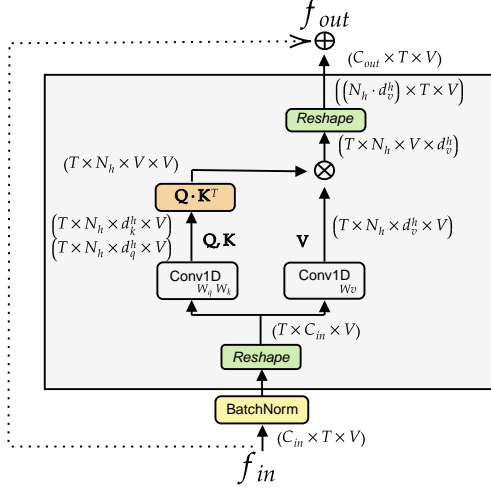 f_out
⊕
(C_out × T × V)
((N_h · d_v^h) × T × V)
Reshape
(T × N_h × V × d_v^h)
(T × N_h × V × V)
⊗
Q · K^T
(T × N_h × d_k^h × V)
(T × N_h × d_q^h × V)
Q, K
V
(T × N_h × d_v^h × V)
Conv1D
W_q W_k
Conv1D
W_v
(T × C_in × V)
Reshape
BatchNorm
(C_in × T × V)
f_in